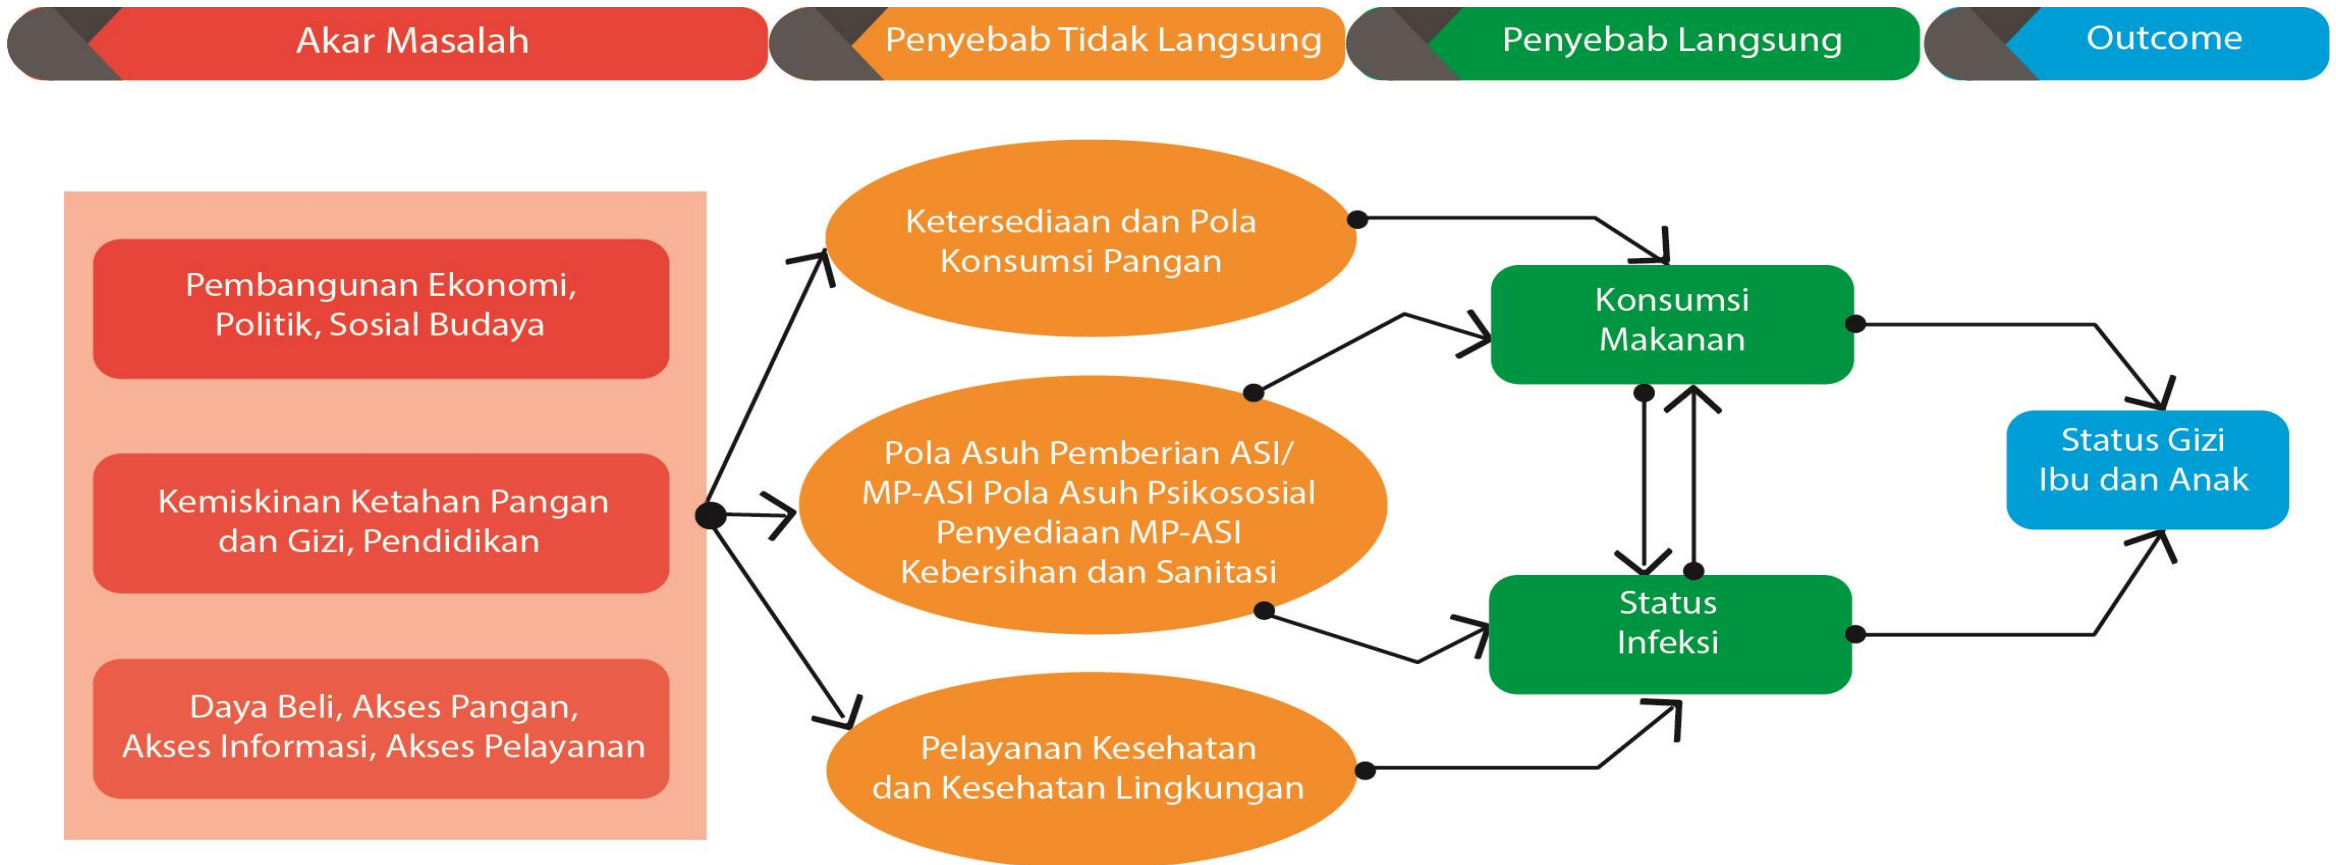 Akar Masalah
Penyebab Tidak Langsung
Penyebab Langsung
Outcome
Pembangunan Ekonomi,
Politik, Sosial Budaya
Kemiskinan Ketahan Pangan
dan Gizi, Pendidikan
Daya Beli, Akses Pangan,
Akses Informasi, Akses Pelayanan
Ketersediaan dan Pola
Konsumsi Pangan
Pola Asuh Pemberian ASI/
MP-ASI Pola Asuh Psikososial
Penyediaan MP-ASI
Kebersihan dan Sanitasi
Pelayanan Kesehatan
dan Kesehatan Lingkungan
Konsumsi
Makanan
Status
Infeksi
Status Gizi
Ibu dan Anak